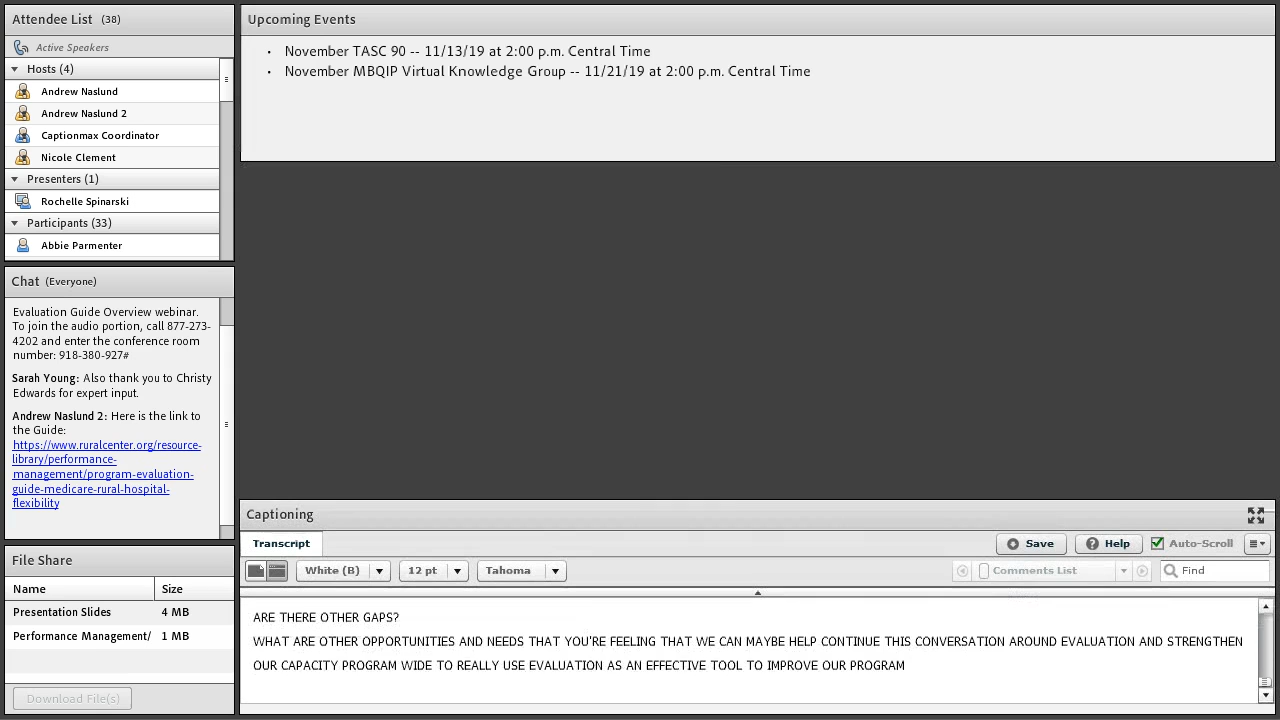 Attendee List (38)
Active Speakers
Hosts (4)
Andrew Naslund
Andrew Naslund 2
Captionmax Coordinator
Nicole Clement
Presenters (1)
Rochelle Spinarski
Participants (33)
Abbie Parmenter
Chat (Everyone)
Evaluation Guide Overview webinar.
To join the audio portion, call 877-273-
4202 and enter the conference room
number: 918-380-927#
Sarah Young: Also thank you to Christy
Edwards for expert input.
Andrew Naslund 2: Here is the link to
the Guide:
https://www.ruralcenter.org/resource-
library/performance-
management/program-evaluation-
guide-medicare-rural-hospital-
flexibility
File Share
Name Size
Presentation Slides 4 MB
Performance Management/ 1 MB
Download File(s)
Upcoming Events
• November TASC 90 -- 11/13/19 at 2:00 p.m. Central Time
• November MBQIP Virtual Knowledge Group -- 11/21/19 at 2:00 p.m. Central Time
Captioning
Transcript Save Help Auto-Scroll
White (B) 12 pt Tahoma Comments List Find
ARE THERE OTHER GAPS?
WHAT ARE OTHER OPPORTUNITIES AND NEEDS THAT YOU'RE FEELING THAT WE CAN MAYBE HELP CONTINUE THIS CONVERSATION AROUND EVALUATION AND STRENGTHEN
OUR CAPACITY PROGRAM WIDE TO REALLY USE EVALUATION AS AN EFFECTIVE TOOL TO IMPROVE OUR PROGRAM